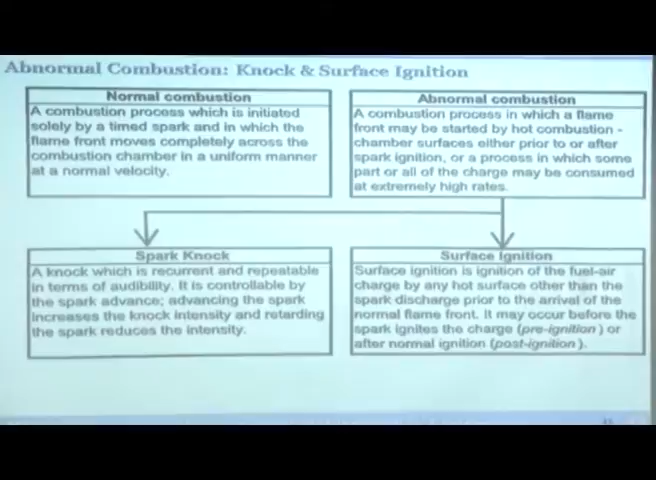 Abnormal Combustion: Knock & Surface Ignition
Normal combustion
A combustion process which is initiated
solely by a timed spark and in which the
flame front moves completely across the
combustion chamber in a uniform manner
at a normal velocity.
Abnormal combustion
A combustion process in which a flame
front may be started by hot combustion -
chamber surfaces either prior to or after
spark ignition, or a process in which some
part or all of the charge may be consumed
at extremely high rates.
Spark Knock
A knock which is recurrent and repeatable
in terms of audibility. It is controllable by
the spark advance; advancing the spark
increases the knock intensity and retarding
the spark reduces the intensity.
Surface Ignition
Surface ignition is ignition of the fuel-air
charge by any hot surface other than the
spark discharge prior to the arrival of the
normal flame front. It may occur before the
spark ignites the charge (pre-ignition) or
after normal ignition (post-ignition).